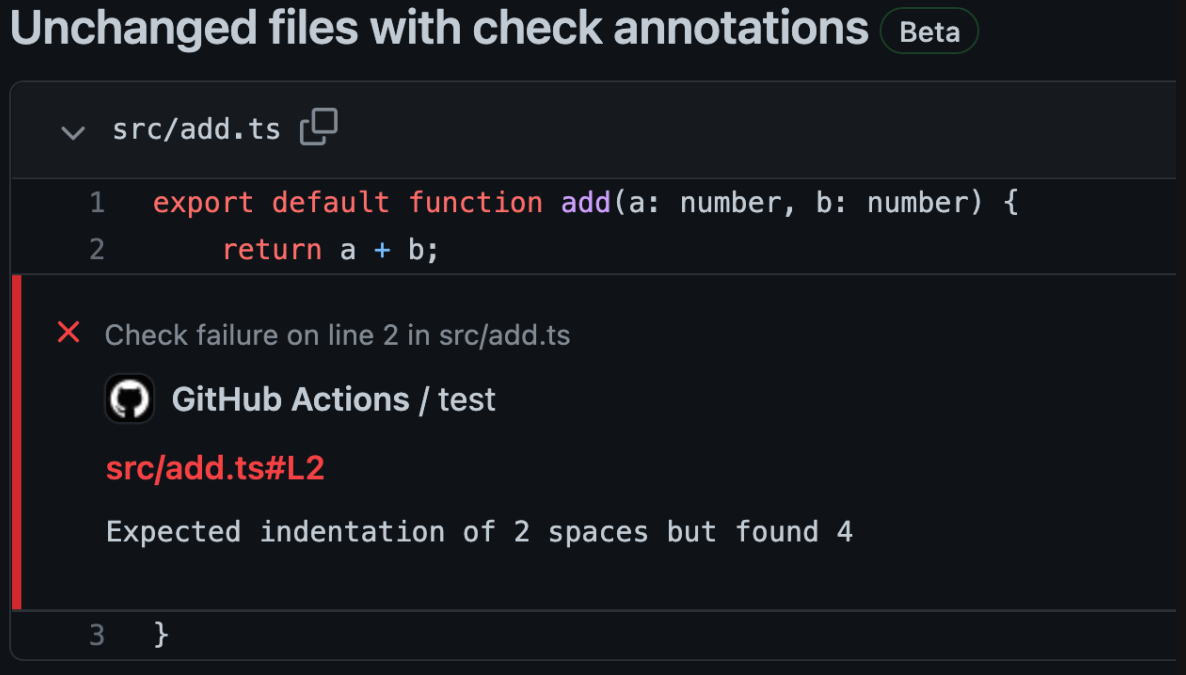 Unchanged files with check annotations Beta
src/add.ts
1 export default function add(a: number, b: number) {
2     return a + b;
Check failure on line 2 in src/add.ts
GitHub Actions / test
src/add.ts#L2
Expected indentation of 2 spaces but found 4
3 }